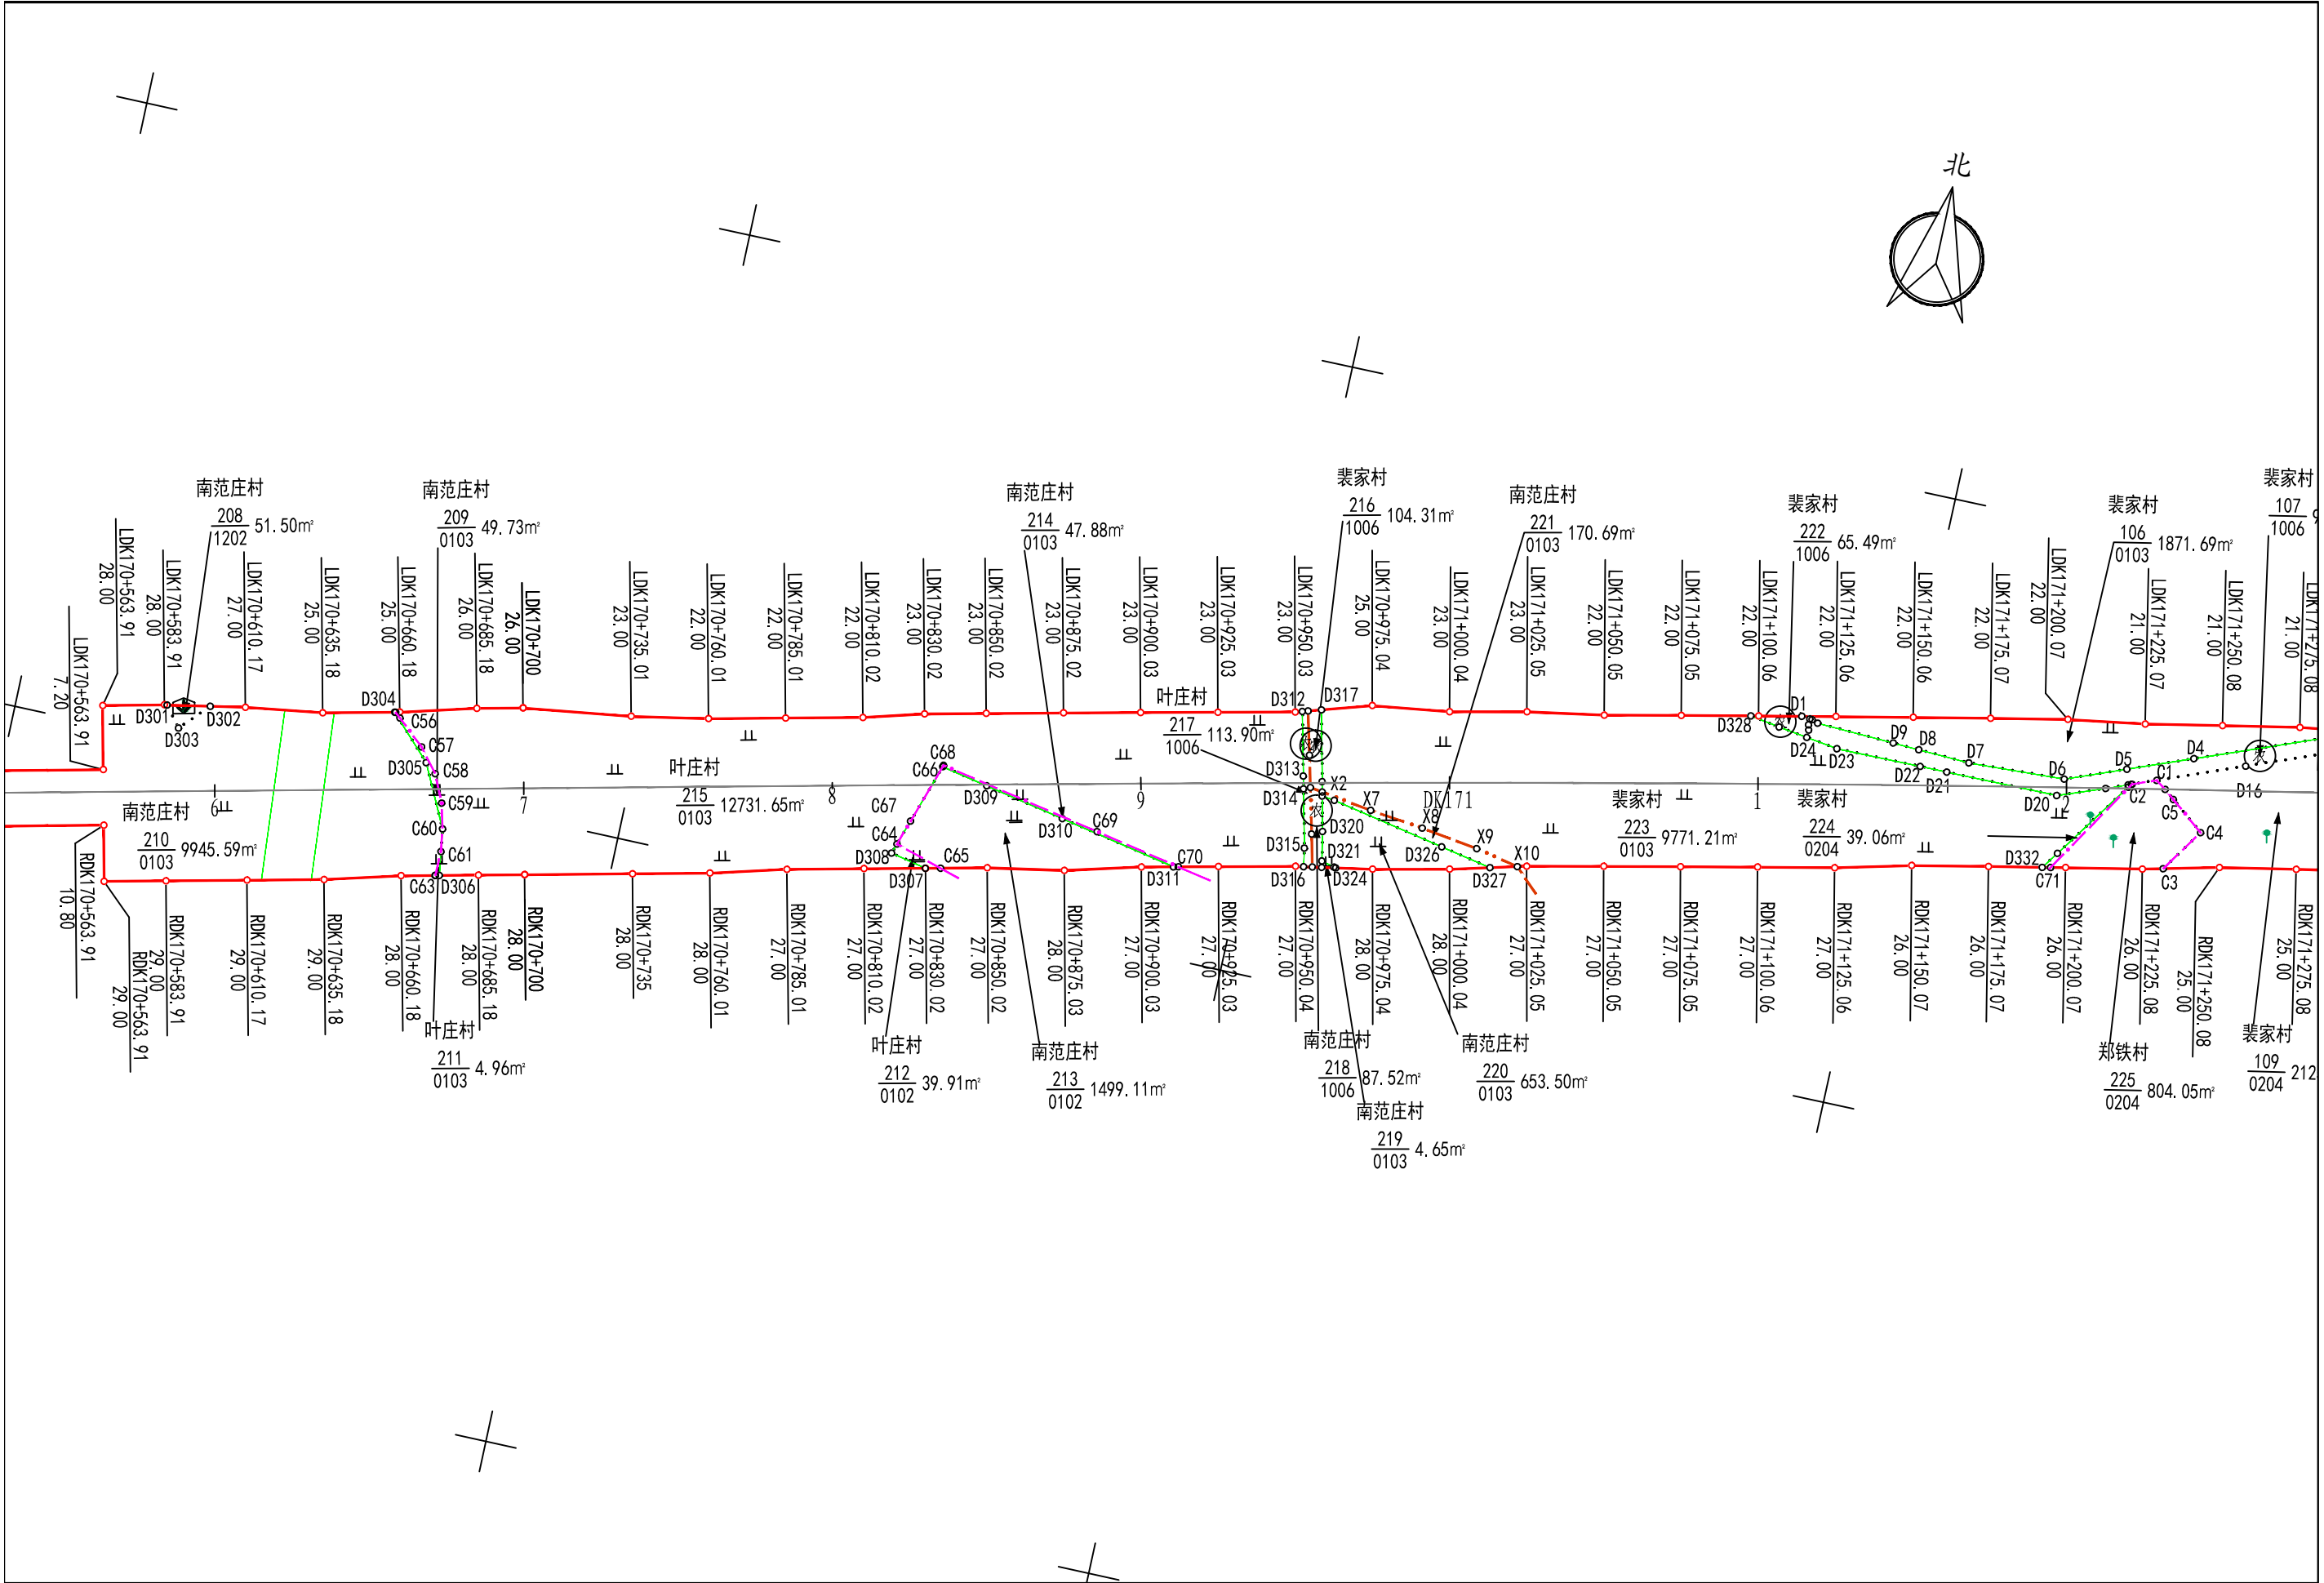 北
南范庄村
208
1202
51.50㎡
南范庄村
209
0103
49.73㎡
南范庄村
214
0103
47.88㎡
裴家村
216
1006
104.31㎡
南范庄村
221
0103
170.69㎡
裴家村
222
1006
65.49㎡
裴家村
106
0103
1871.69㎡
裴家村
107
1006
LDK170+563.91
7.20
LDK170+563.91
28.00
LDK170+583.91
28.00
LDK170+610.17
27.00
LDK170+635.18
25.00
LDK170+660.18
25.00
LDK170+685.18
26.00
LDK170+700
26.00
LDK170+735.01
23.00
LDK170+760.01
22.00
LDK170+785.01
22.00
LDK170+810.02
22.00
LDK170+830.02
23.00
LDK170+850.02
23.00
LDK170+875.02
23.00
LDK170+900.03
23.00
LDK170+925.03
23.00
LDK170+950.03
23.00
LDK170+975.04
25.00
LDK171+000.04
23.00
LDK171+025.05
23.00
LDK171+050.05
22.00
LDK171+075.05
22.00
LDK171+100.06
22.00
LDK171+125.06
22.00
LDK171+150.06
22.00
LDK171+175.07
22.00
LDK171+200.07
22.00
LDK171+225.07
21.00
LDK171+250.08
21.00
LDK171+275.08
21.00
D301
D302
D303
D304
C56
C57
D305
C58
C59
C60
C61
C63
D306
叶庄村
217
1006
113.90㎡
D312
D317
D313
D314
X2
X7
DK171
X8
X9
X10
D315
D316
D320
D321
D324
D326
D327
C68
C66
C67
C64
D308
D307
C65
D309
D310
C69
D311
C70
D328
D1
D24
D23
D9
D8
D7
D22
D21
D6
D20
D5
D4
C1
C2
C5
C4
C3
D16
D332
C71
6
7
8
9
1
2
南范庄村
210
0103
9945.59㎡
叶庄村
215
0103
12731.65㎡
裴家村
223
0103
9771.21㎡
裴家村
224
0204
39.06㎡
农
农
农
RDK170+563.91
10.80
RDK170+563.91
29.00
RDK170+583.91
29.00
RDK170+610.17
29.00
RDK170+635.18
29.00
RDK170+660.18
28.00
RDK170+685.18
28.00
RDK170+700
28.00
RDK170+735
28.00
RDK170+760.01
28.00
RDK170+785.01
27.00
RDK170+810.02
27.00
RDK170+830.02
27.00
RDK170+850.02
27.00
RDK170+875.03
28.00
RDK170+900.03
27.00
RDK170+925.03
27.00
RDK170+950.04
27.00
RDK170+975.04
28.00
RDK171+000.04
28.00
RDK171+025.05
27.00
RDK171+050.05
27.00
RDK171+075.05
27.00
RDK171+100.06
27.00
RDK171+125.06
27.00
RDK171+150.07
26.00
RDK171+175.07
26.00
RDK171+200.07
26.00
RDK171+225.08
26.00
RDK171+250.08
25.00
RDK171+275.08
25.00
叶庄村
211
0103
4.96㎡
叶庄村
212
0102
39.91㎡
南范庄村
213
0102
1499.11㎡
南范庄村
218
1006
87.52㎡
南范庄村
219
0103
4.65㎡
南范庄村
220
0103
653.50㎡
郑铁村
225
0204
804.05㎡
裴家村
109
0204
212